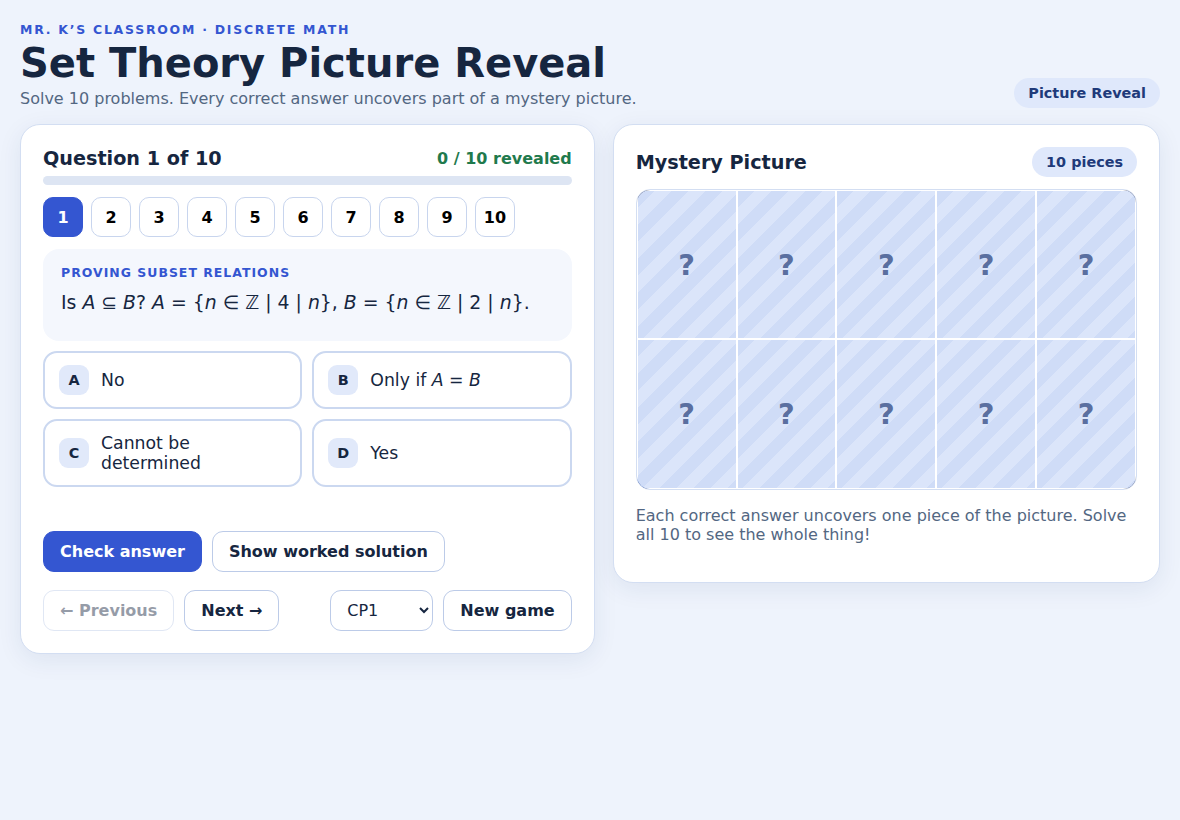 MR. K’S CLASSROOM · DISCRETE MATH
Set Theory Picture Reveal
Solve 10 problems. Every correct answer uncovers part of a mystery picture.
Picture Reveal
Question 1 of 10
0 / 10 revealed
1 2 3 4 5 6 7 8 9 10
PROVING SUBSET RELATIONS
Is A ⊆ B? A = {n ∈ ℤ | 4 | n}, B = {n ∈ ℤ | 2 | n}.
A No
B Only if A = B
C Cannot be
determined
D Yes
Check answer
Show worked solution
← Previous
Next →
CP1
New game
Mystery Picture
10 pieces
? ? ? ? ?
? ? ? ? ?
Each correct answer uncovers one piece of the picture. Solve
all 10 to see the whole thing!